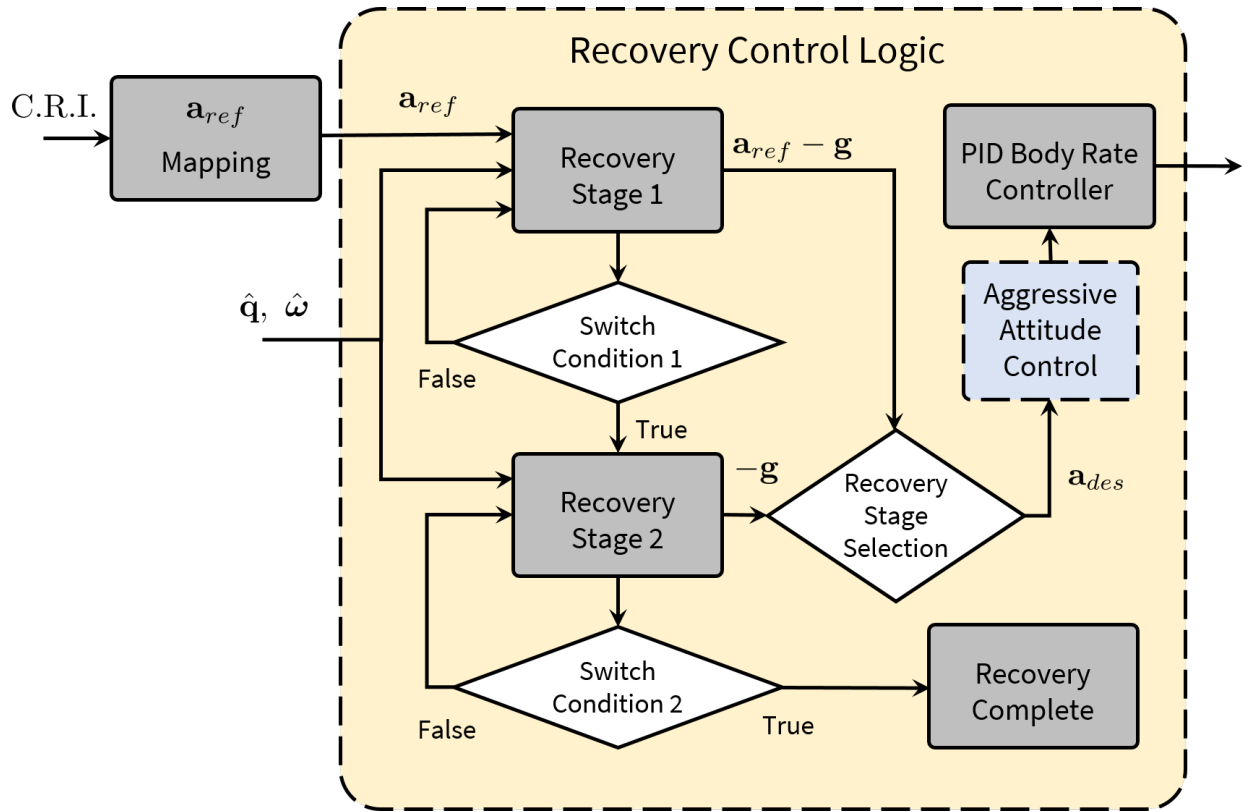 Recovery Control Logic
C.R.I.
a_ref
Mapping
a_ref
Recovery
Stage 1
a_ref − g
PID Body Rate
Controller
q̂, ω̂
Switch
Condition 1
False
True
Aggressive
Attitude
Control
Recovery
Stage 2
−g
Recovery
Stage
Selection
a_des
Switch
Condition 2
False
True
Recovery
Complete